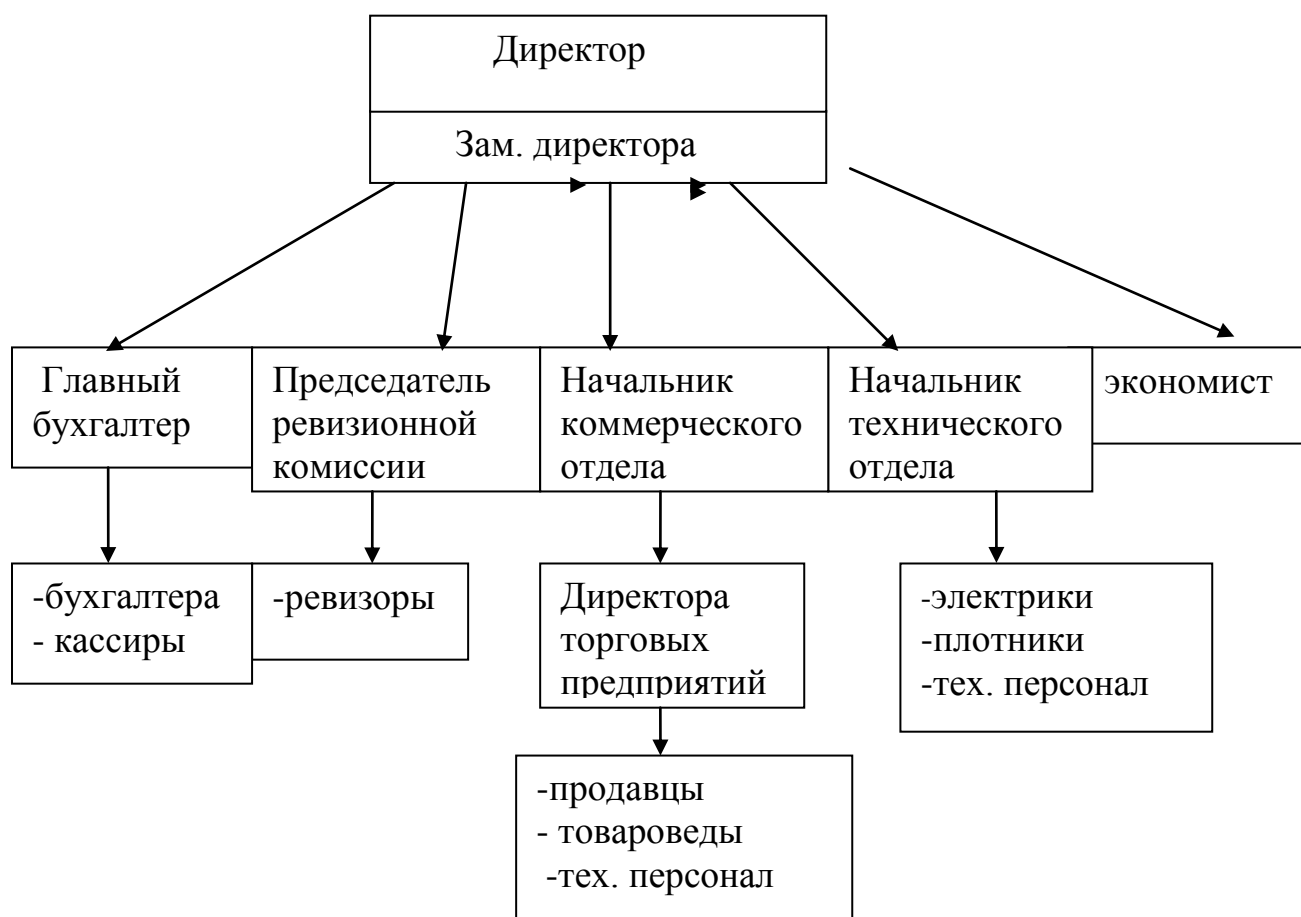 Директор
Зам. директора
Главный
бухгалтер
Председатель
ревизионной
комиссии
Начальник
коммерческого
отдела
Начальник
технического
отдела
экономист
-бухгалтера
- кассиры
-ревизоры
Директора
торговых
предприятий
-электрики
-плотники
-тех. персонал
-продавцы
- товароведы
-тех. персонал